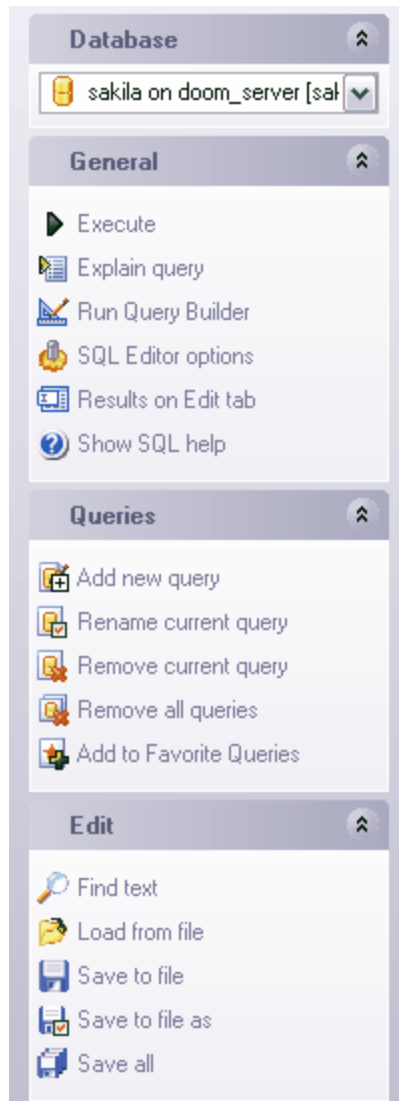 Database
sakila on doom_server [sak
General
Execute
Explain query
Run Query Builder
SQL Editor options
Results on Edit tab
Show SQL help
Queries
Add new query
Rename current query
Remove current query
Remove all queries
Add to Favorite Queries
Edit
Find text
Load from file
Save to file
Save to file as
Save all